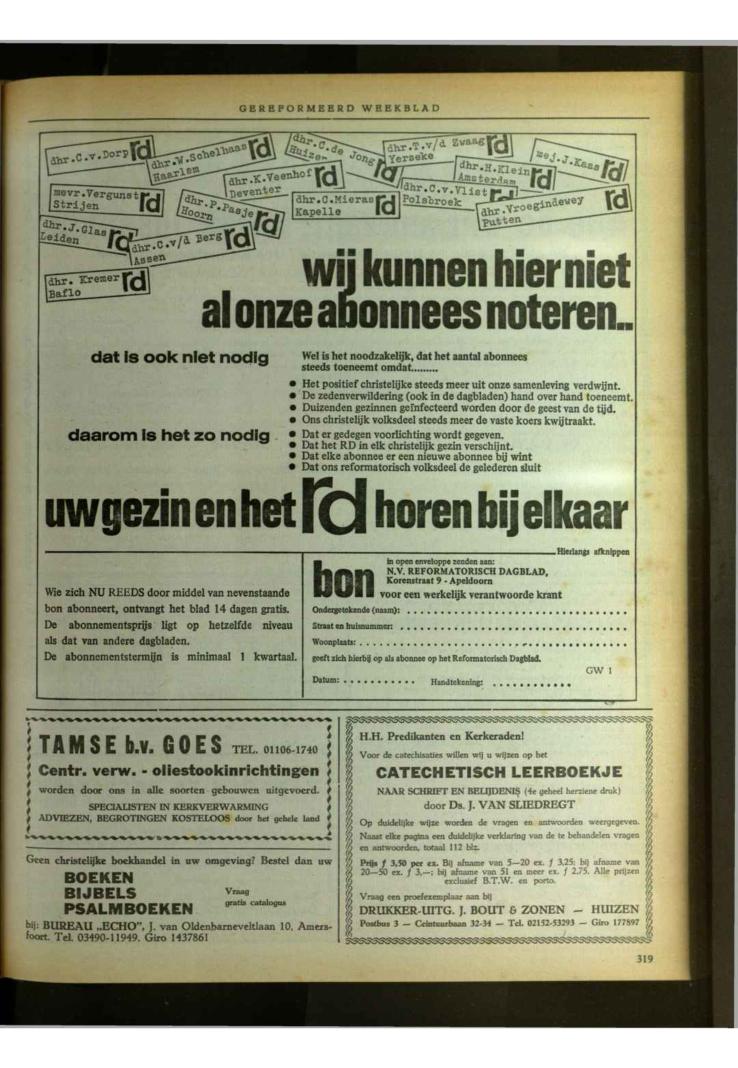 GEREFORMEERD WEEKBLAD
dhr.C.v.Dorp rd
dhr.W.Schelhaas rd
Haarlem
dhr.C.de Jong rd
Huizen
dhr.T.v/d Zwaag rd
Yerseke
mej.J.Kaas rd
dhr.K.Veenhof rd
Deventer
dhr.H.Klein rd
Amsterdam
mevr.Vergunst rd
Strijen
dhr.P.Pasje rd
Hoorn
dhr.C.Mieras rd
Kapelle
dhr.C.v.Vlist rd
Polsbroek
dhr.Vroegindewey rd
Putten
dhr.J.Glas rd
Leiden
dhr.C.v/d Berg rd
Assen
dhr. Kremer rd
Baflo
wij kunnen hier niet
al onze abonnees noteren..
dat is ook niet nodig
Wel is het noodzakelijk, dat het aantal abonnees
steeds toeneemt omdat.........
● Het positief christelijke steeds meer uit onze samenleving verdwijnt.
● De zedenverwildering (ook in de dagbladen) hand over hand toeneemt.
● Duizenden gezinnen geïnfecteerd worden door de geest van de tijd.
● Ons christelijk volksdeel steeds meer de vaste koers kwijtraakt.
daarom is het zo nodig
● Dat er gedegen voorlichting wordt gegeven.
● Dat het RD in elk christelijk gezin verschijnt.
● Dat elke abonnee er een nieuwe abonnee bij wint
● Dat ons reformatorisch volksdeel de gelederen sluit
uw gezin en het rd horen bij elkaar
Hierlangs afknippen
Wie zich NU REEDS door middel van nevenstaande
bon abonneert, ontvangt het blad 14 dagen gratis.
De abonnementsprijs ligt op hetzelfde niveau
als dat van andere dagbladen.
De abonnementstermijn is minimaal 1 kwartaal.
bon
in open enveloppe zenden aan:
N.V. REFORMATORISCH DAGBLAD,
Korenstraat 9 - Apeldoorn
voor een werkelijk verantwoorde krant
Ondergetekende (naam): ..............................
Straat en huisnummer: ..............................
Woonplaats: ..............................
geeft zich hierbij op als abonnee op het Reformatorisch Dagblad.
GW 1
Datum: ........... Handtekening: ....................
TAMSE b.v. GOES TEL. 01106-1740
Centr. verw. - oliestookinrichtingen
worden door ons in alle soorten gebouwen uitgevoerd.
SPECIALISTEN IN KERKVERWARMING
ADVIEZEN, BEGROTINGEN KOSTELOOS door het gehele land
Geen christelijke boekhandel in uw omgeving? Bestel dan uw
BOEKEN
BIJBELS
PSALMBOEKEN
Vraag
gratis catalogus
bij: BUREAU „ECHO", J. van Oldenbarneveltlaan 10, Amers-
foort. Tel. 03490-11949. Giro 1437861
H.H. Predikanten en Kerkeraden!
Voor de catechisaties willen wij u wijzen op het
CATECHETISCH LEERBOEKJE
NAAR SCHRIFT EN BELIJDENIS (4e geheel herziene druk)
door Ds. J. VAN SLIEDREGT
Op duidelijke wijze worden de vragen en antwoorden weergegeven.
Naast elke pagina een duidelijke verklaring van de te behandelen vragen
en antwoorden, totaal 112 blz.
Prijs ƒ 3,50 per ex. Bij afname van 5—20 ex. ƒ 3,25; bij afname van
20—50 ex. ƒ 3,—; bij afname van 51 en meer ex. ƒ 2,75. Alle prijzen
exclusief B.T.W. en porto.
Vraag een proefexemplaar aan bij
DRUKKER-UITG. J. BOUT & ZONEN — HUIZEN
Postbus 3 — Ceintuurbaan 32-34 — Tel. 02152-53293 — Giro 177897
319